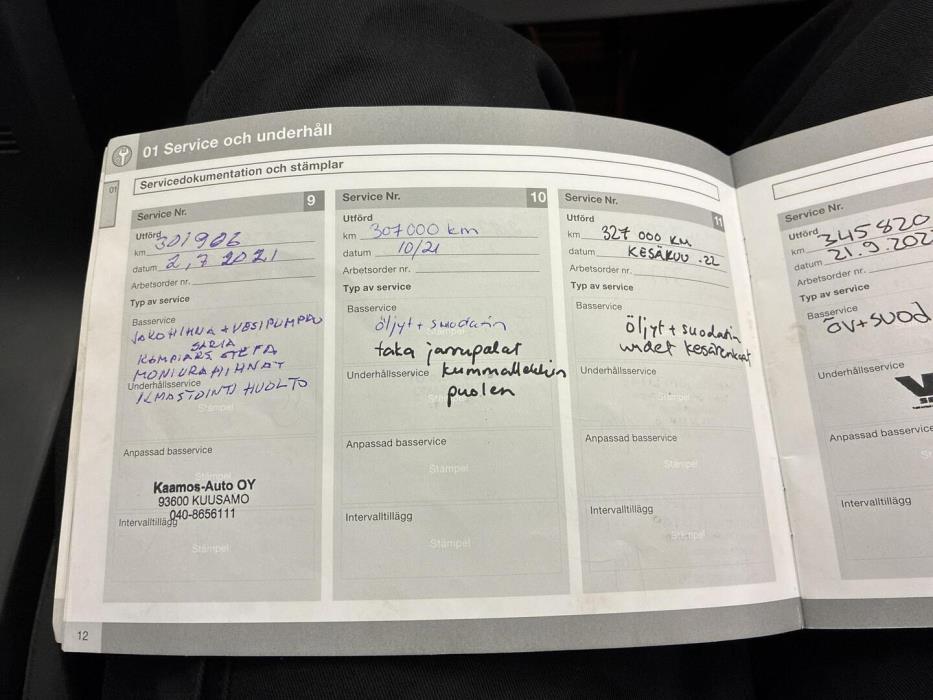 01 Service och underhåll
01
Servicedokumentation och stämplar
Service Nr. 9
Utförd
km 301906
datum 2,7 2021
Arbetsorder nr.
Typ av service
Basservice
JAKOHIHNA + VESIPUMPPU
SARJA
MONIURAHIHNAT
Underhållsservice
ILMASTOINTI HUOLTO
Stämpel
Anpassad basservice
Stämpel
Kaamos-Auto OY
93600 KUUSAMO
040-8656111
Intervalltillägg
Stämpel
Service Nr. 10
Utförd
km 307000 km
datum 10/21
Arbetsorder nr.
Typ av service
Basservice
öljyt + suodatin
taka jarrupalat
Underhållsservice kummallekkin
puolen
Anpassad basservice
Stämpel
Intervalltillägg
Stämpel
Service Nr. 11
Utförd
km 327 000 KM
datum KESÄKUU .22
Arbetsorder nr.
Typ av service
Basservice
öljyt + suodatin
uudet kesärenkaat
Underhållsservice
Stämpel
Anpassad basservice
Stämpel
Intervalltillägg
Stämpel
Service Nr.
Utförd
km 345820
datum 21.9.202
Arbetsorder nr.
Typ av service
Basservice
ÖV+SUOD
Underhållsservice
Anpassad basservice
Intervalltillägg
12